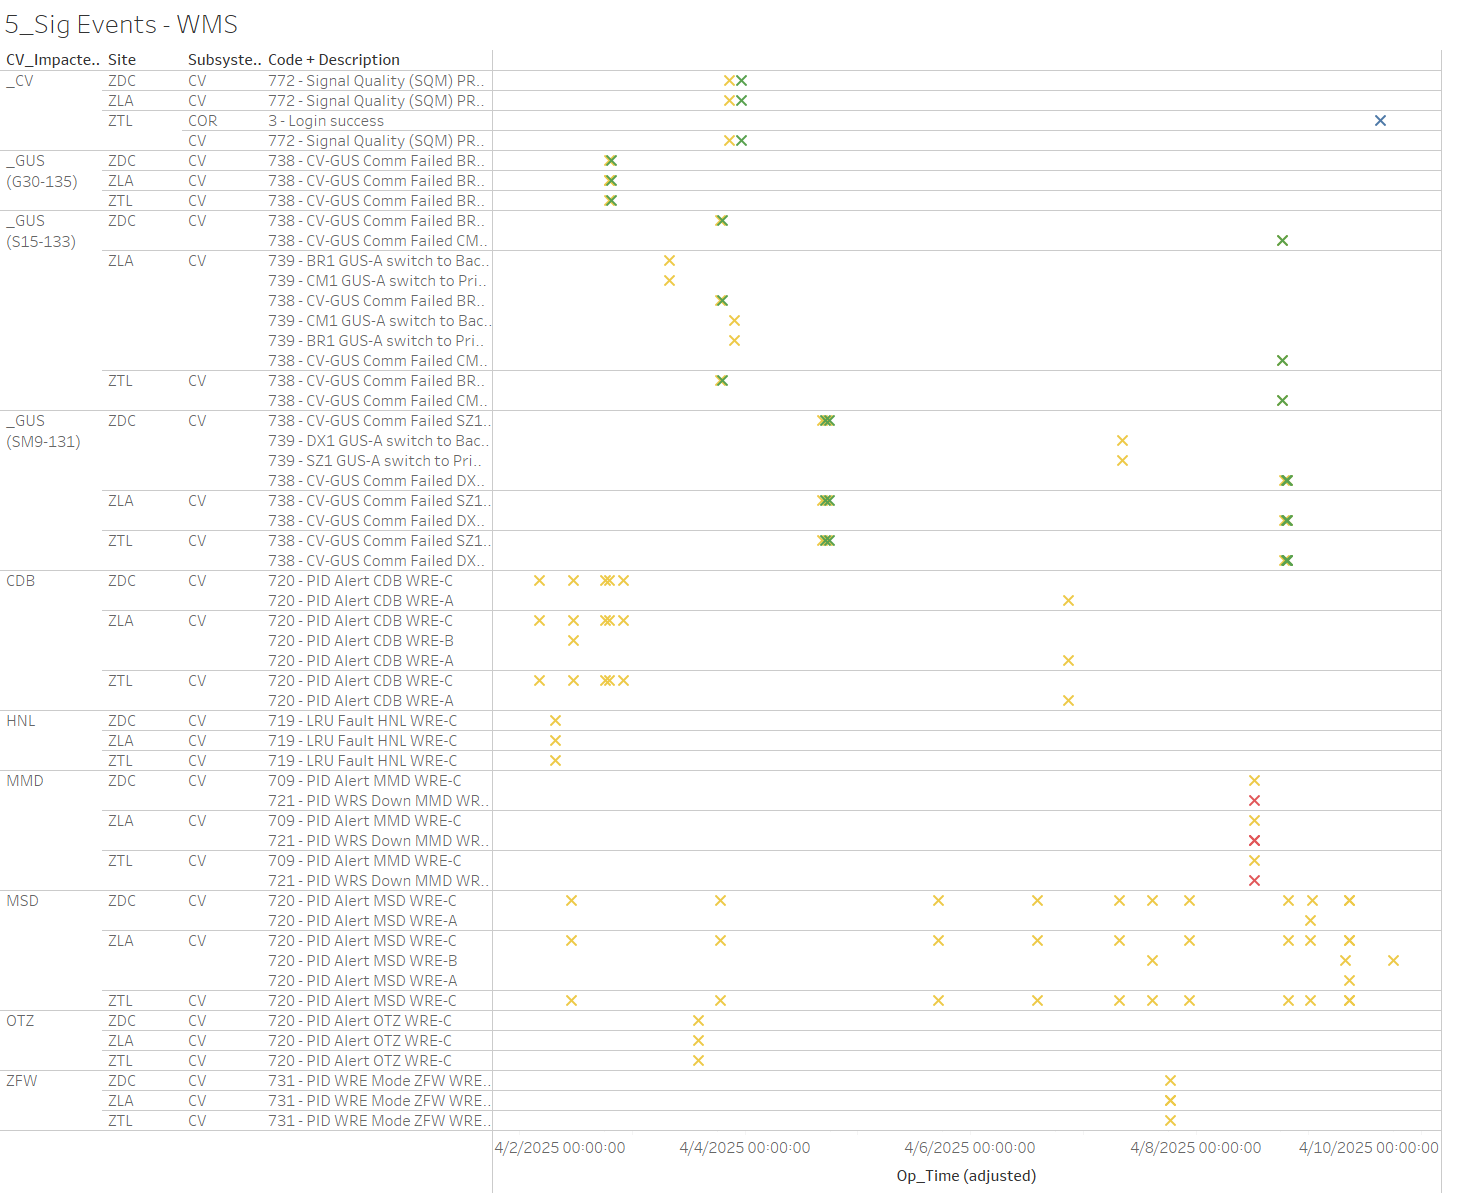 5_Sig Events - WMS
CV_Impacte.. Site Subsyste.. Code + Description
_CV ZDC CV 772 - Signal Quality (SQM) PR..
ZLA CV 772 - Signal Quality (SQM) PR..
ZTL COR 3 - Login success
CV 772 - Signal Quality (SQM) PR..
_GUS (G30-135) ZDC CV 738 - CV-GUS Comm Failed BR..
ZLA CV 738 - CV-GUS Comm Failed BR..
ZTL CV 738 - CV-GUS Comm Failed BR..
_GUS (S15-133) ZDC CV 738 - CV-GUS Comm Failed BR..
738 - CV-GUS Comm Failed CM..
ZLA CV 739 - BR1 GUS-A switch to Bac..
739 - CM1 GUS-A switch to Pri..
738 - CV-GUS Comm Failed BR..
739 - CM1 GUS-A switch to Bac..
739 - BR1 GUS-A switch to Pri..
738 - CV-GUS Comm Failed CM..
ZTL CV 738 - CV-GUS Comm Failed BR..
738 - CV-GUS Comm Failed CM..
_GUS (SM9-131) ZDC CV 738 - CV-GUS Comm Failed SZ1..
739 - DX1 GUS-A switch to Bac..
739 - SZ1 GUS-A switch to Pri..
738 - CV-GUS Comm Failed DX..
ZLA CV 738 - CV-GUS Comm Failed SZ1..
738 - CV-GUS Comm Failed DX..
ZTL CV 738 - CV-GUS Comm Failed SZ1..
738 - CV-GUS Comm Failed DX..
CDB ZDC CV 720 - PID Alert CDB WRE-C
720 - PID Alert CDB WRE-A
ZLA CV 720 - PID Alert CDB WRE-C
720 - PID Alert CDB WRE-B
720 - PID Alert CDB WRE-A
ZTL CV 720 - PID Alert CDB WRE-C
720 - PID Alert CDB WRE-A
HNL ZDC CV 719 - LRU Fault HNL WRE-C
ZLA CV 719 - LRU Fault HNL WRE-C
ZTL CV 719 - LRU Fault HNL WRE-C
MMD ZDC CV 709 - PID Alert MMD WRE-C
721 - PID WRS Down MMD WR..
ZLA CV 709 - PID Alert MMD WRE-C
721 - PID WRS Down MMD WR..
ZTL CV 709 - PID Alert MMD WRE-C
721 - PID WRS Down MMD WR..
MSD ZDC CV 720 - PID Alert MSD WRE-C
720 - PID Alert MSD WRE-A
ZLA CV 720 - PID Alert MSD WRE-C
720 - PID Alert MSD WRE-B
720 - PID Alert MSD WRE-A
ZTL CV 720 - PID Alert MSD WRE-C
OTZ ZDC CV 720 - PID Alert OTZ WRE-C
ZLA CV 720 - PID Alert OTZ WRE-C
ZTL CV 720 - PID Alert OTZ WRE-C
ZFW ZDC CV 731 - PID WRE Mode ZFW WRE..
ZLA CV 731 - PID WRE Mode ZFW WRE..
ZTL CV 731 - PID WRE Mode ZFW WRE..
4/2/2025 00:00:00 4/4/2025 00:00:00 4/6/2025 00:00:00 4/8/2025 00:00:00 4/10/2025 00:00:00
Op_Time (adjusted)